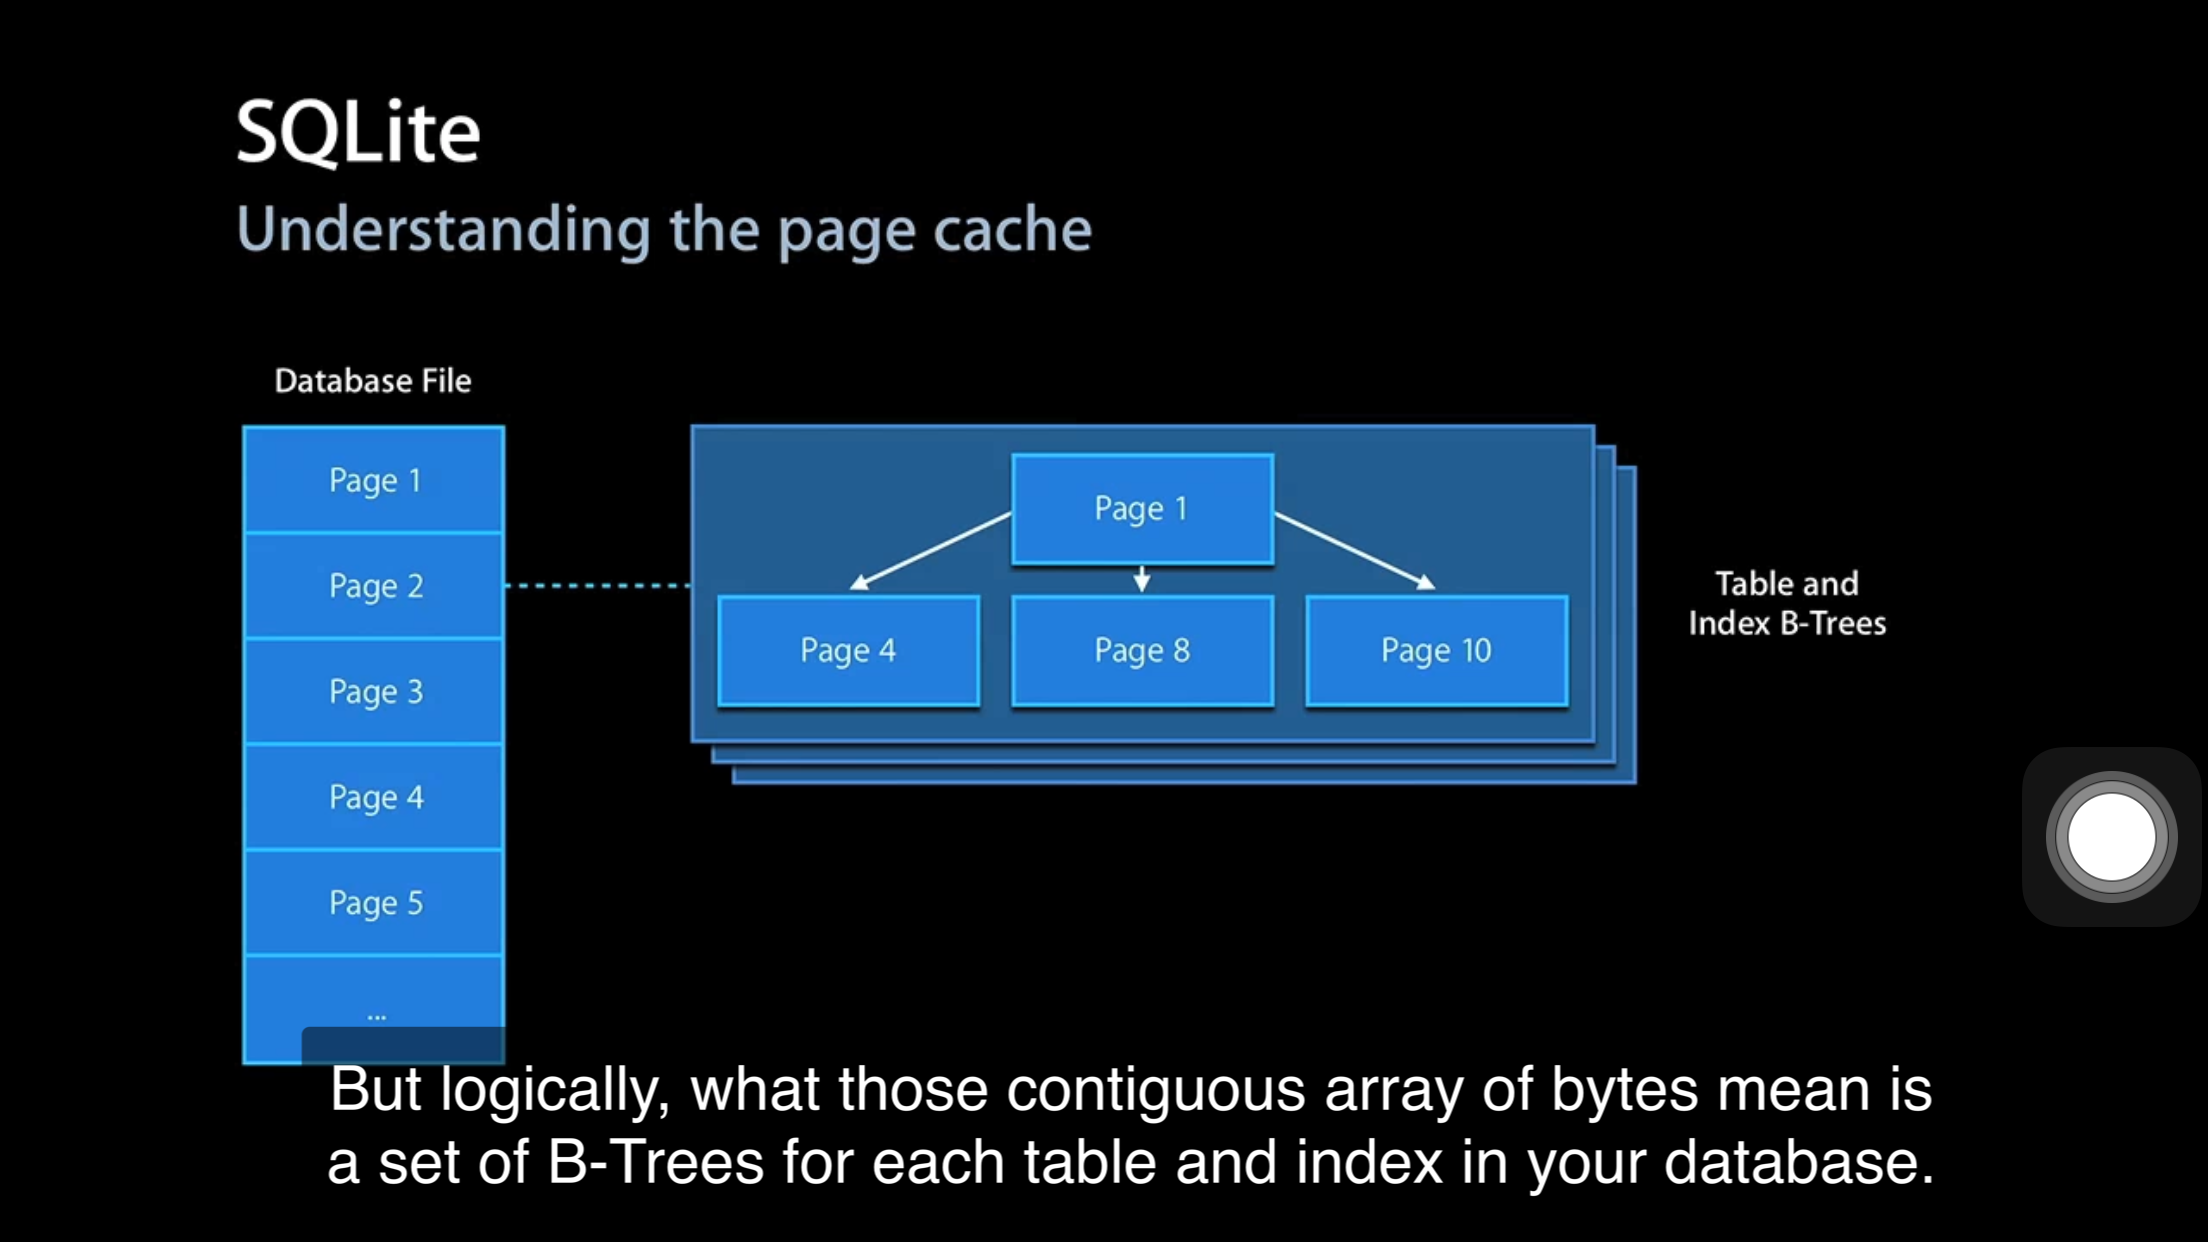 SQLite
Understanding the page cache
Database File
Page 1
Page 2
Page 3
Page 4
Page 5
...
Page 1
Page 4
Page 8
Page 10
Table and
Index B-Trees
But logically, what those contiguous array of bytes mean is
a set of B-Trees for each table and index in your database.